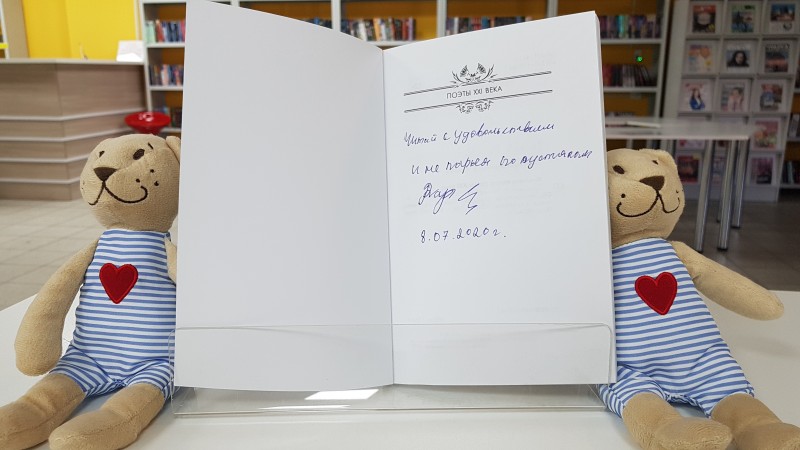 ПОЭТЫ XXI ВЕКА
Читай с удовольствием
и не парься по пустякам
8.07.2020г.